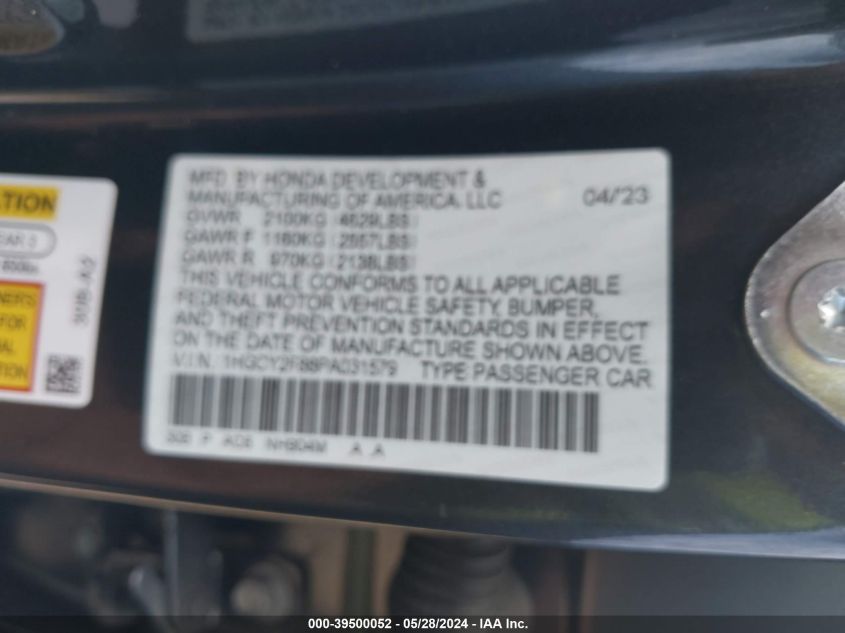 MFD. BY HONDA DEVELOPMENT &
MANUFACTURING OF AMERICA, LLC 04/23
GVWR 2100KG (4629LBS)
GAWR F 1160KG (2557LBS)
GAWR R 970KG (2138LBS)
THIS VEHICLE CONFORMS TO ALL APPLICABLE
FEDERAL MOTOR VEHICLE SAFETY, BUMPER,
AND THEFT PREVENTION STANDARDS IN EFFECT
ON THE DATE OF MANUFACTURE SHOWN ABOVE.
V.I.N. TYPE PASSENGER CAR
P A A
30B-A0
000-39500052 / 05/28/2024 - IAA Inc.